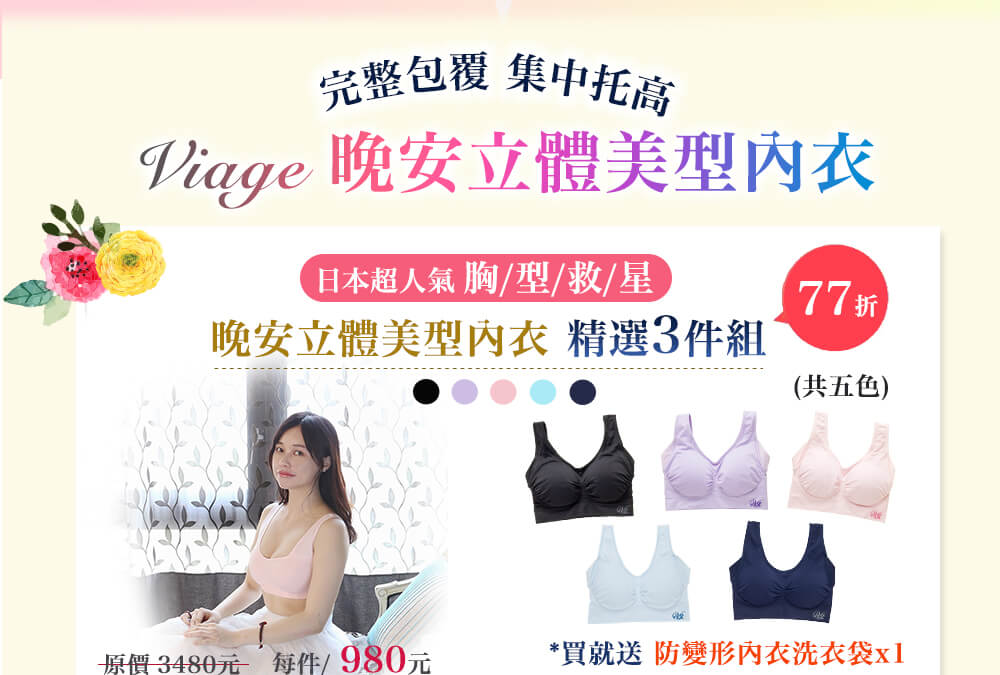 完整包覆 集中托高
Viage 晚安立體美型內衣
日本超人氣 胸/型/救/星
77折
晚安立體美型內衣 精選3件組
(共五色)
原價 3480元 每件/ 980元
*買就送 防變形內衣洗衣袋x1